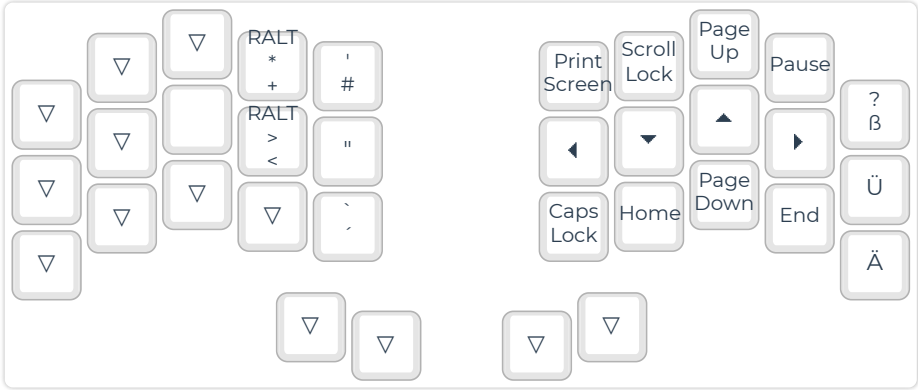 ▽ ▽ ▽
RALT
*
+
'
#
▽ ▽
RALT
>
<
"
▽ ▽ ▽ ▽
`
´
▽ ▽
Print
Screen
Scroll
Lock
Page
Up
Pause
?
ß
Ü
Caps
Lock
Home
Page
Down
End
Ä
▽ ▽